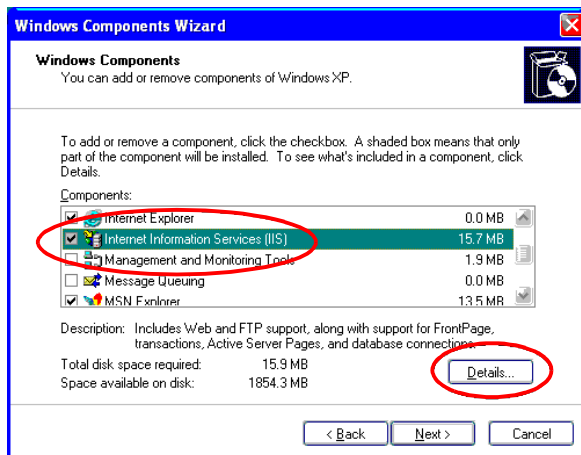 Windows Components Wizard
Windows Components
You can add or remove components of Windows XP.
To add or remove a component, click the checkbox. A shaded box means that only
part of the component will be installed. To see what's included in a component, click
Details.
Components:
Internet Explorer 0.0 MB
Internet Information Services (IIS) 15.7 MB
Management and Monitoring Tools 1.9 MB
Message Queuing 0.0 MB
MSN Explorer 13.5 MB
Description: Includes Web and FTP support, along with support for FrontPage,
transactions, Active Server Pages, and database connections.
Total disk space required: 15.9 MB
Space available on disk: 1854.3 MB
Details...
< Back Next > Cancel